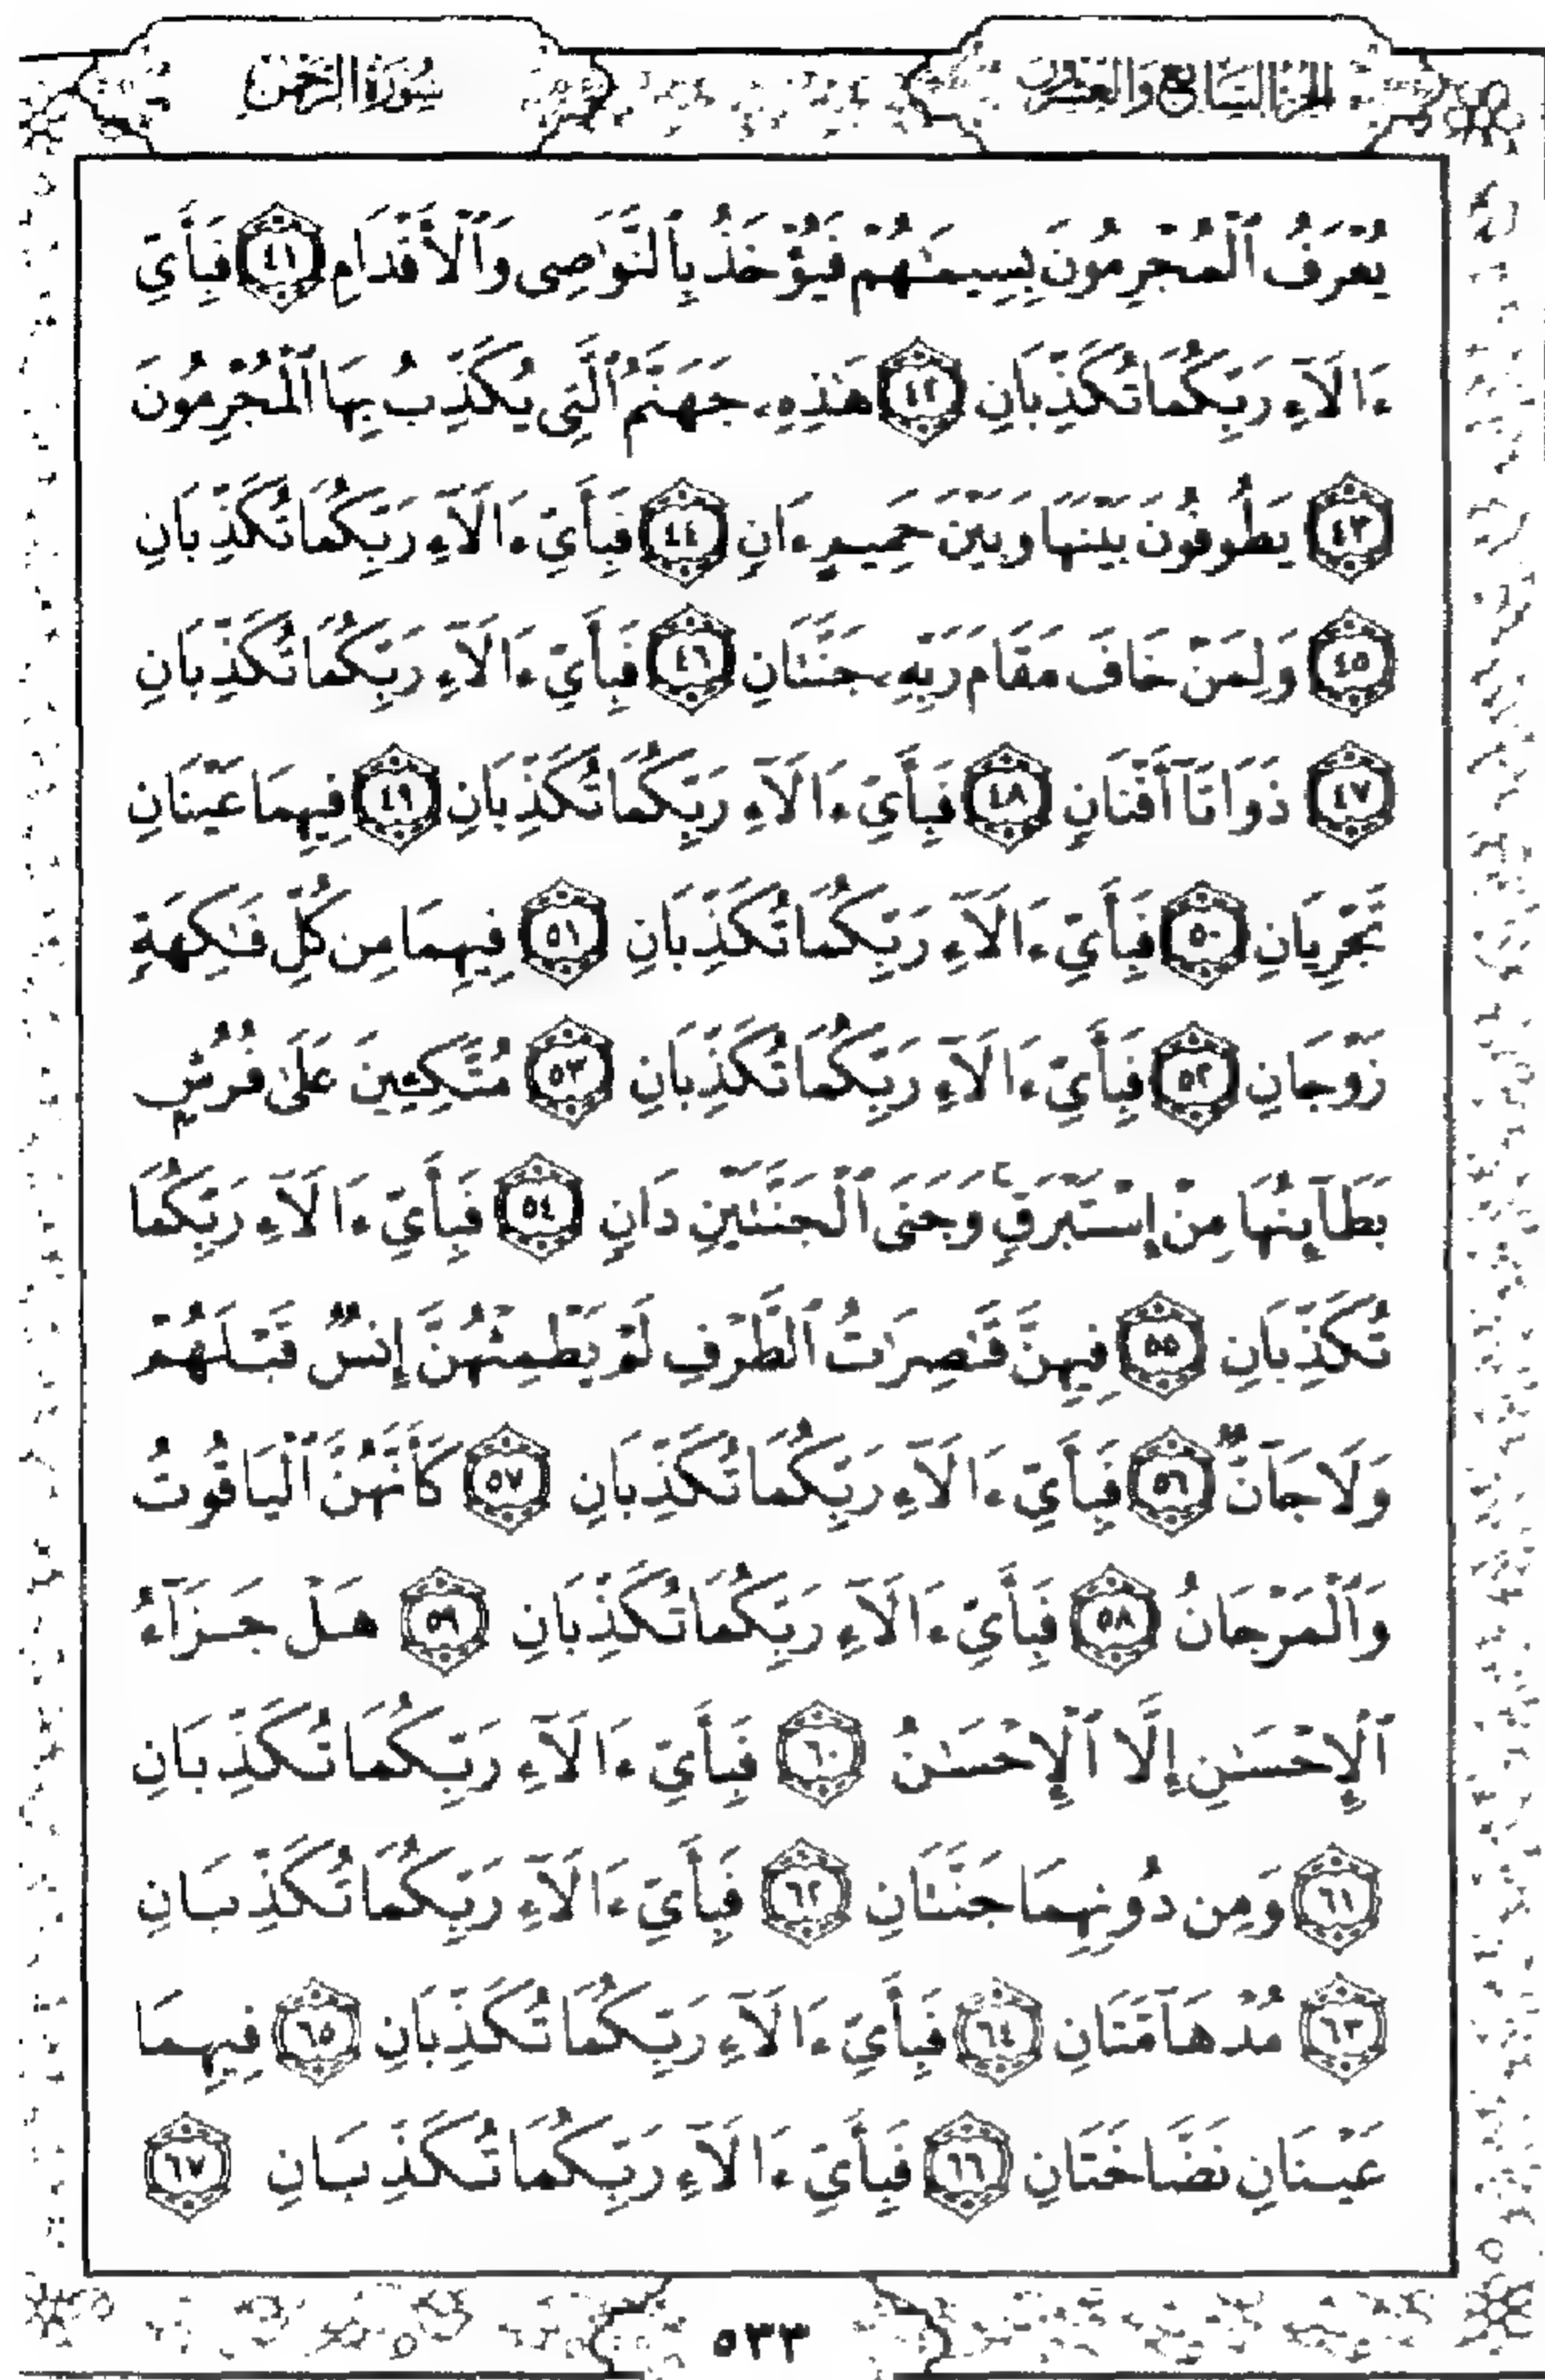 الجزء السابع والعشرون
سورة الرحمن
يُعْرَفُ ٱلْمُجْرِمُونَ بِسِيمَٰهُمْ فَيُؤْخَذُ بِٱلنَّوَٰصِى وَٱلْأَقْدَامِ ٤١ فَبِأَىِّ
ءَالَآءِ رَبِّكُمَا تُكَذِّبَانِ ٤٢ هَٰذِهِۦ جَهَنَّمُ ٱلَّتِى يُكَذِّبُ بِهَا ٱلْمُجْرِمُونَ
٤٣ يَطُوفُونَ بَيْنَهَا وَبَيْنَ حَمِيمٍ ءَانٍ ٤٤ فَبِأَىِّ ءَالَآءِ رَبِّكُمَا تُكَذِّبَانِ
٤٥ وَلِمَنْ خَافَ مَقَامَ رَبِّهِۦ جَنَّتَانِ ٤٦ فَبِأَىِّ ءَالَآءِ رَبِّكُمَا تُكَذِّبَانِ
٤٧ ذَوَاتَآ أَفْنَانٍ ٤٨ فَبِأَىِّ ءَالَآءِ رَبِّكُمَا تُكَذِّبَانِ ٤٩ فِيهِمَا عَيْنَانِ
تَجْرِيَانِ ٥٠ فَبِأَىِّ ءَالَآءِ رَبِّكُمَا تُكَذِّبَانِ ٥١ فِيهِمَا مِن كُلِّ فَٰكِهَةٍ
زَوْجَانِ ٥٢ فَبِأَىِّ ءَالَآءِ رَبِّكُمَا تُكَذِّبَانِ ٥٣ مُتَّكِـِٔينَ عَلَىٰ فُرُشٍۭ
بَطَآئِنُهَا مِنْ إِسْتَبْرَقٍ ۚ وَجَنَى ٱلْجَنَّتَيْنِ دَانٍ ٥٤ فَبِأَىِّ ءَالَآءِ رَبِّكُمَا
تُكَذِّبَانِ ٥٥ فِيهِنَّ قَٰصِرَٰتُ ٱلطَّرْفِ لَمْ يَطْمِثْهُنَّ إِنسٌ قَبْلَهُمْ
وَلَا جَآنٌّ ٥٦ فَبِأَىِّ ءَالَآءِ رَبِّكُمَا تُكَذِّبَانِ ٥٧ كَأَنَّهُنَّ ٱلْيَاقُوتُ
وَٱلْمَرْجَانُ ٥٨ فَبِأَىِّ ءَالَآءِ رَبِّكُمَا تُكَذِّبَانِ ٥٩ هَلْ جَزَآءُ
ٱلْإِحْسَٰنِ إِلَّا ٱلْإِحْسَٰنُ ٦٠ فَبِأَىِّ ءَالَآءِ رَبِّكُمَا تُكَذِّبَانِ
٦١ وَمِن دُونِهِمَا جَنَّتَانِ ٦٢ فَبِأَىِّ ءَالَآءِ رَبِّكُمَا تُكَذِّبَانِ
٦٣ مُدْهَآمَّتَانِ ٦٤ فَبِأَىِّ ءَالَآءِ رَبِّكُمَا تُكَذِّبَانِ ٦٥ فِيهِمَا
عَيْنَانِ نَضَّاخَتَانِ ٦٦ فَبِأَىِّ ءَالَآءِ رَبِّكُمَا تُكَذِّبَانِ ٦٧
٥٣٣